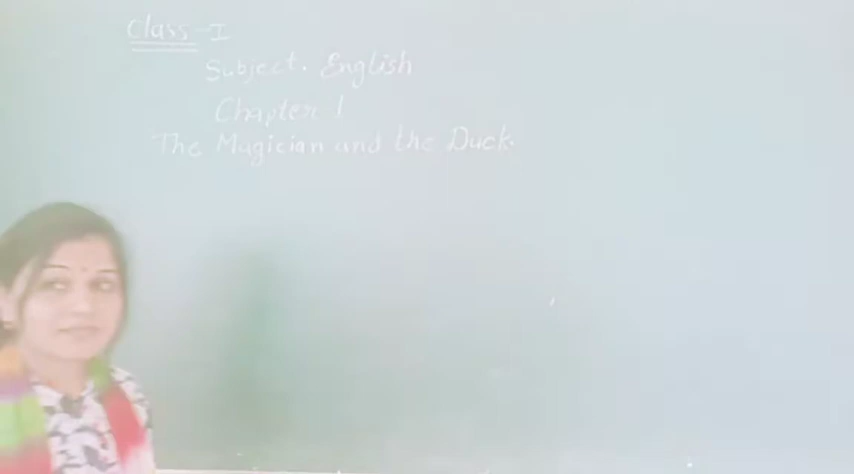 Class-I
Subject. English
Chapter 1
The Magician and the Duck.